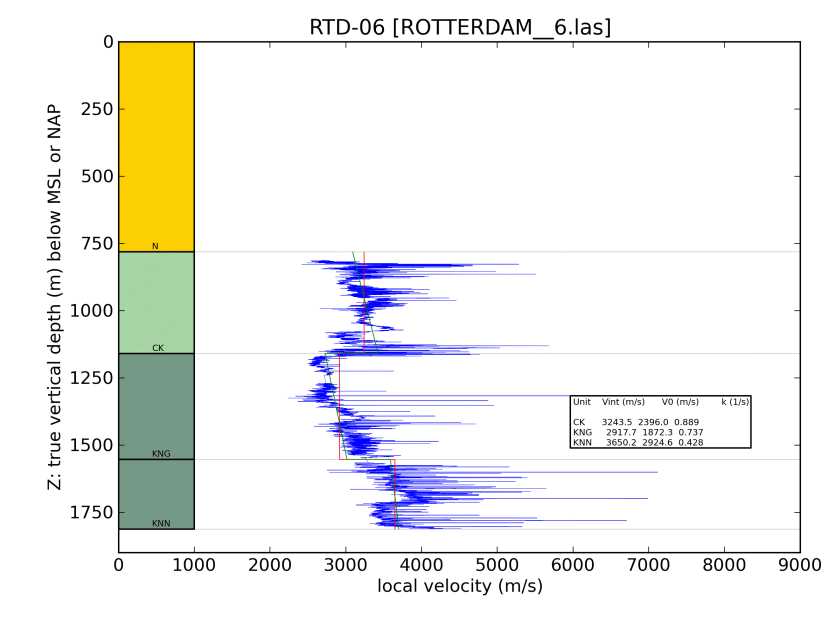 RTD-06 [ROTTERDAM__6.las]
Z: true vertical depth (m) below MSL or NAP
0
250
500
750
1000
1250
1500
1750
N
CK
KNG
KNN
Unit Vint (m/s) V0 (m/s) k (1/s)
CK 3243.5 2396.0 0.889
KNG 2917.7 1872.3 0.737
KNN 3650.2 2924.6 0.428
0 1000 2000 3000 4000 5000 6000 7000 8000 9000
local velocity (m/s)